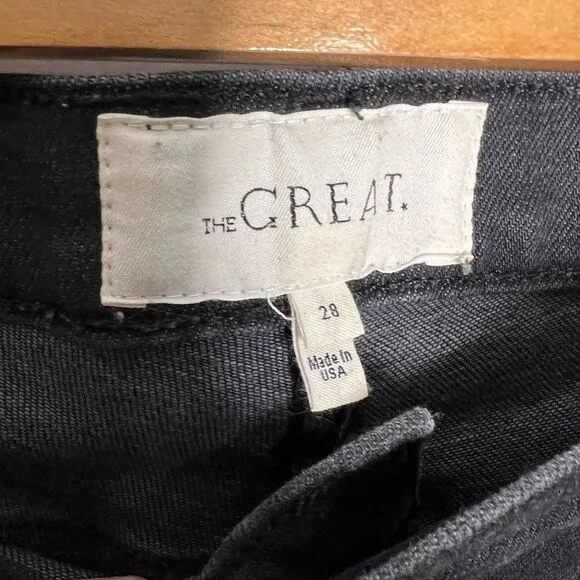 THE GREAT.
28
Made In
USA